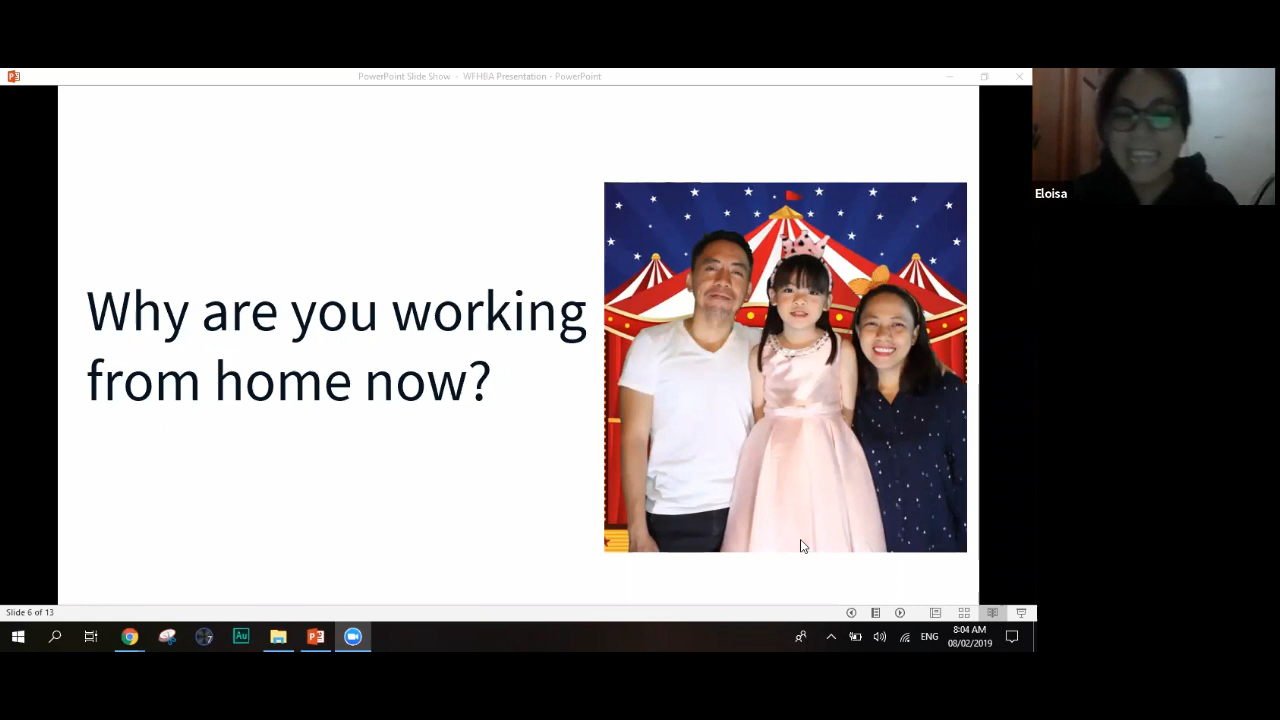 PowerPoint Slide Show - WFHBA Presentation - PowerPoint
Eloisa
Why are you working
from home now?
Slide 6 of 13
Au
ENG
8:04 AM
08/02/2019